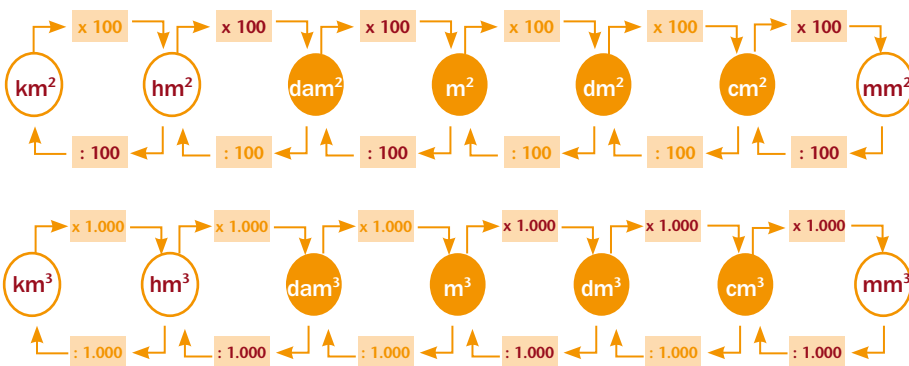 x 100 x 100 x 100 x 100 x 100 x 100
km² hm² dam² m² dm² cm² mm²
: 100 : 100 : 100 : 100 : 100 : 100
x 1.000 x 1.000 x 1.000 x 1.000 x 1.000 x 1.000
km³ hm³ dam³ m³ dm³ cm³ mm³
: 1.000 : 1.000 : 1.000 : 1.000 : 1.000 : 1.000